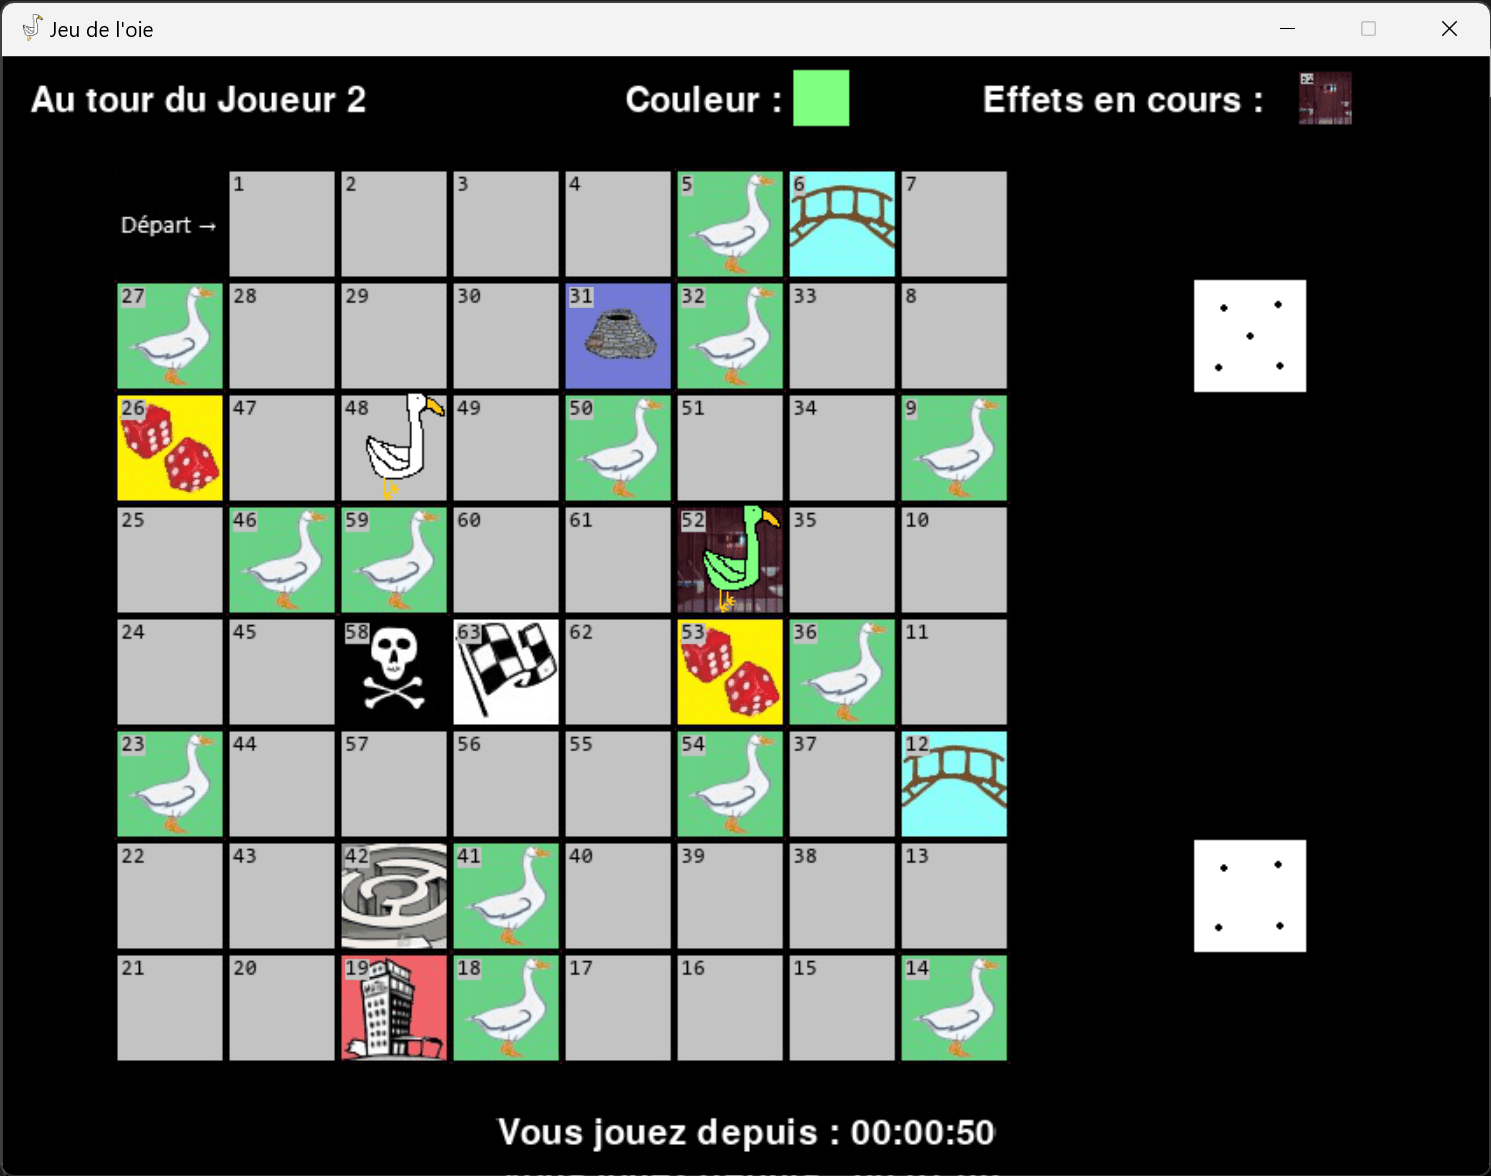 Jeu de l'oie
Au tour du Joueur 2 Couleur : Effets en cours :
Départ → 1 2 3 4 5 6 7
27 28 29 30 31 32 33 8
26 47 48 49 50 51 34 9
25 46 59 60 61 52 35 10
24 45 58 63 62 53 36 11
23 44 57 56 55 54 37 12
22 43 42 41 40 39 38 13
21 20 19 18 17 16 15 14
Vous jouez depuis : 00:00:50